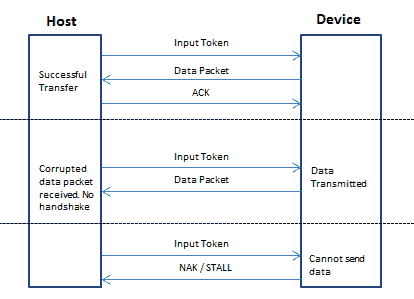 Host
Device
Input Token
Successful
Transfer
Data Packet
ACK
Input Token
Corrupted
data packet
received. No
handshake
Data Packet
Data
Transmitted
Input Token
NAK / STALL
Cannot send
data